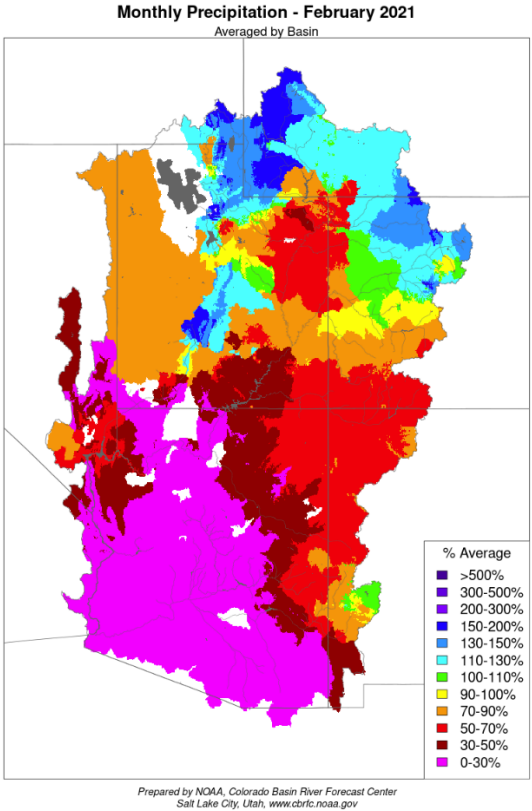 Monthly Precipitation - February 2021
Averaged by Basin
% Average
>500%
300-500%
200-300%
150-200%
130-150%
110-130%
100-110%
90-100%
70-90%
50-70%
30-50%
0-30%
Prepared by NOAA, Colorado Basin River Forecast Center
Salt Lake City, Utah, www.cbrfc.noaa.gov